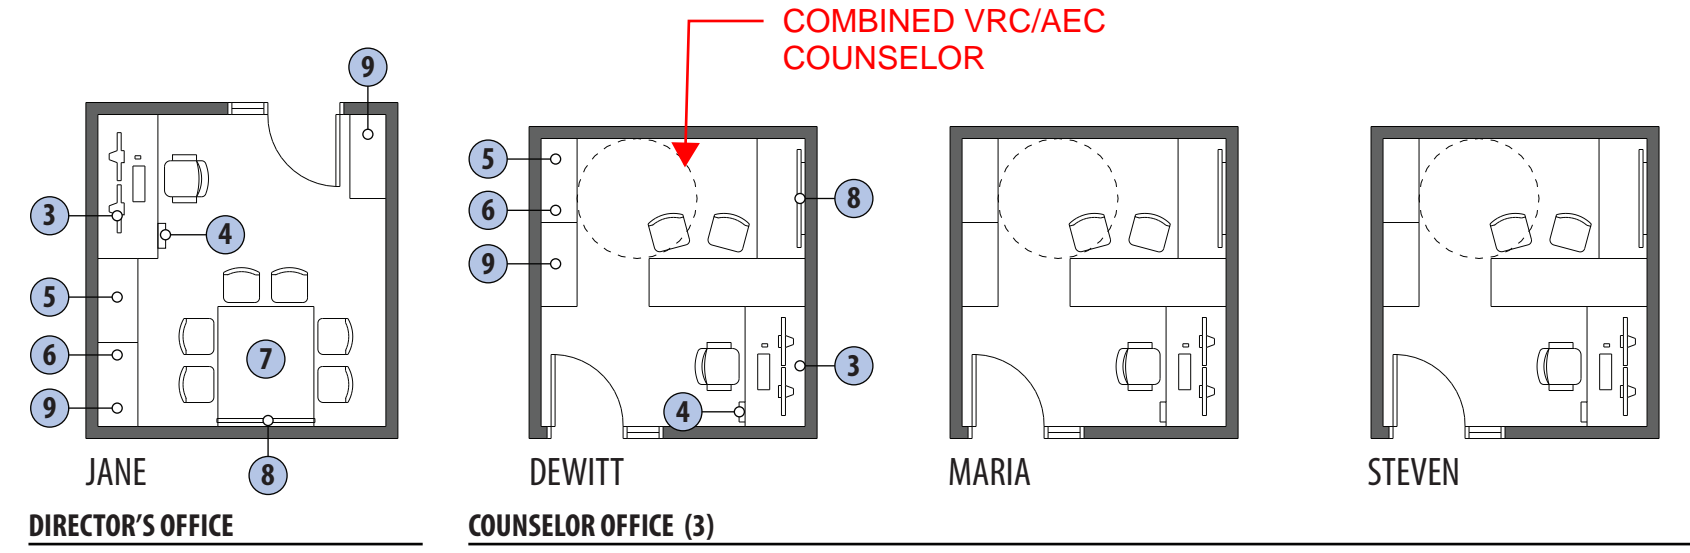 COMBINED VRC/AEC
COUNSELOR
9
3
4
5
6
7
9
8
5
6
9
8
3
4
JANE
DEWITT
MARIA
STEVEN
DIRECTOR'S OFFICE
COUNSELOR OFFICE (3)